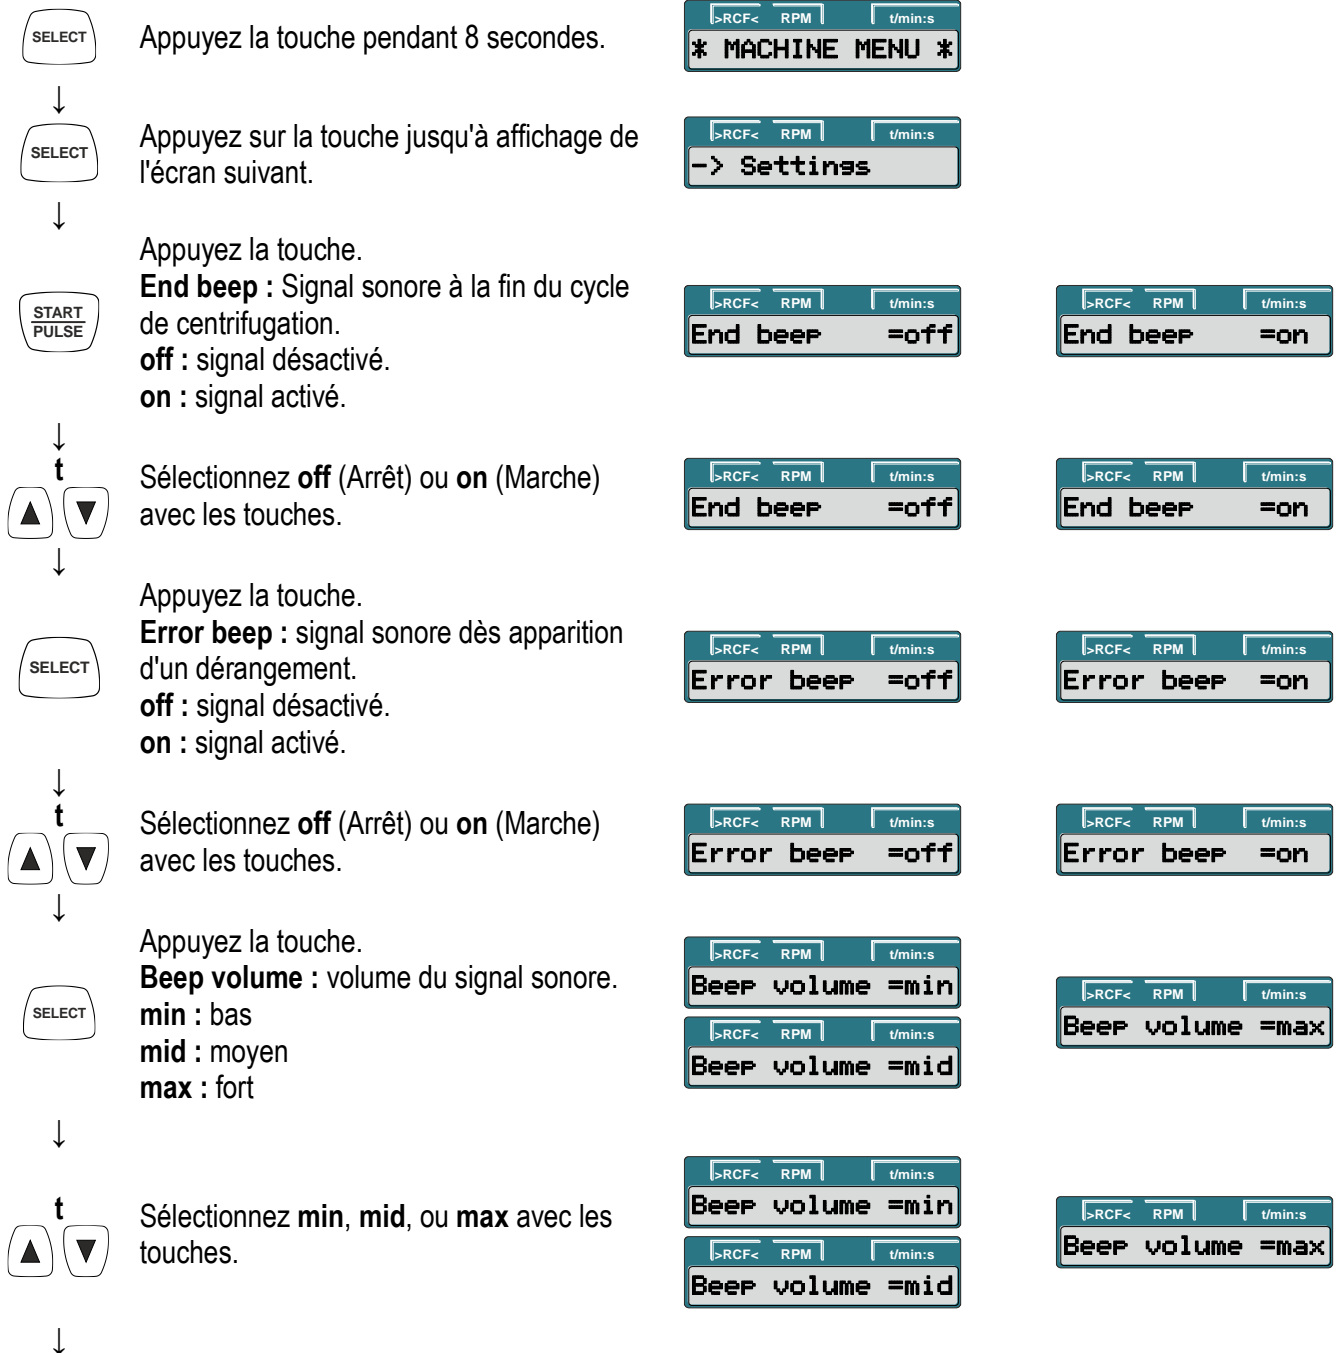 SELECT
Appuyez la touche pendant 8 secondes.
>RCF< RPM t/min:s
* MACHINE MENU *
↓
SELECT
Appuyez sur la touche jusqu'à affichage de
l'écran suivant.
>RCF< RPM t/min:s
-> Settings
↓
START
PULSE
Appuyez la touche.
End beep : Signal sonore à la fin du cycle
de centrifugation.
off : signal désactivé.
on : signal activé.
>RCF< RPM t/min:s
End beep =off
>RCF< RPM t/min:s
End beep =on
↓
t
▲ ▼
Sélectionnez off (Arrêt) ou on (Marche)
avec les touches.
>RCF< RPM t/min:s
End beep =off
>RCF< RPM t/min:s
End beep =on
↓
SELECT
Appuyez la touche.
Error beep : signal sonore dès apparition
d'un dérangement.
off : signal désactivé.
on : signal activé.
>RCF< RPM t/min:s
Error beep =off
>RCF< RPM t/min:s
Error beep =on
↓
t
▲ ▼
Sélectionnez off (Arrêt) ou on (Marche)
avec les touches.
>RCF< RPM t/min:s
Error beep =off
>RCF< RPM t/min:s
Error beep =on
↓
SELECT
Appuyez la touche.
Beep volume : volume du signal sonore.
min : bas
mid : moyen
max : fort
>RCF< RPM t/min:s
Beep volume =min
>RCF< RPM t/min:s
Beep volume =mid
>RCF< RPM t/min:s
Beep volume =max
↓
t
▲ ▼
Sélectionnez min, mid, ou max avec les
touches.
>RCF< RPM t/min:s
Beep volume =min
>RCF< RPM t/min:s
Beep volume =mid
>RCF< RPM t/min:s
Beep volume =max
↓